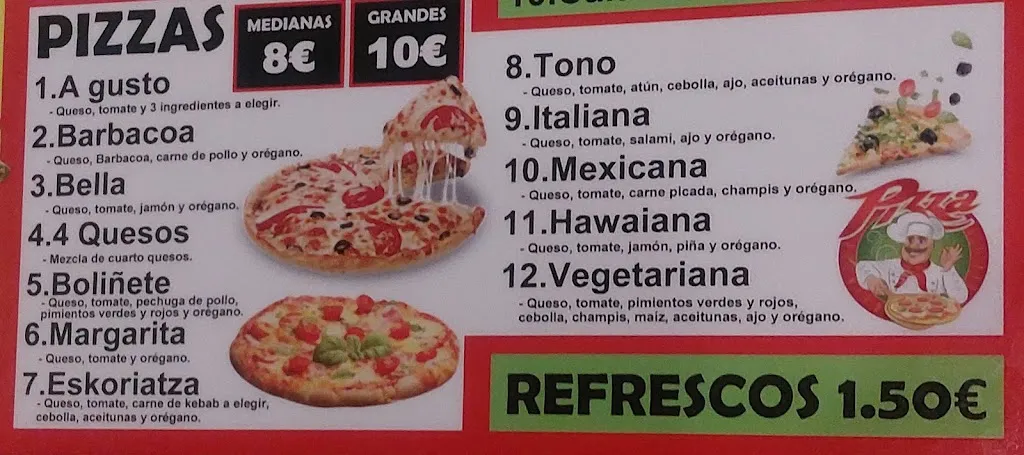 PIZZAS
MEDIANAS
8€
GRANDES
10€
1.A gusto
- Queso, tomate y 3 ingredientes a elegir.
2.Barbacoa
- Queso, Barbacoa, carne de pollo y orégano.
3.Bella
- Queso, tomate, jamón y orégano.
4.4 Quesos
- Mezcla de cuarto quesos.
5.Boliñete
- Queso, tomate, pechuga de pollo,
pimientos verdes y rojos y orégano.
6.Margarita
- Queso, tomate y orégano.
7.Eskoriatza
- Queso, tomate, carne de kebab a elegir,
cebolla, aceitunas y orégano.
8.Tono
- Queso, tomate, atún, cebolla, ajo, aceitunas y orégano.
9.Italiana
- Queso, tomate, salami, ajo y orégano.
10.Mexicana
- Queso, tomate, carne picada, champis y orégano.
11.Hawaiana
- Queso, tomate, jamón, piña y orégano.
12.Vegetariana
- Queso, tomate, pimientos verdes y rojos,
cebolla, champis, maíz, aceitunas, ajo y orégano.
Pizza
REFRESCOS 1.50€